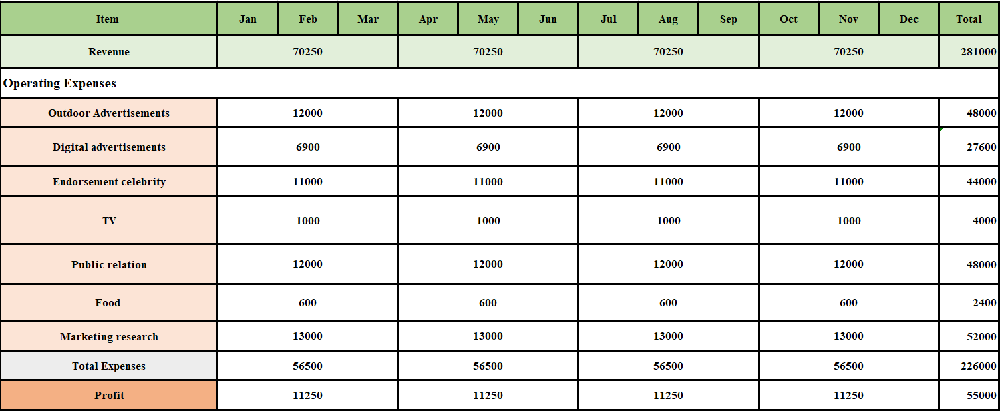 Item Jan Feb Mar Apr May Jun Jul Aug Sep Oct Nov Dec Total
Revenue 70250 70250 70250 70250 281000
Operating Expenses
Outdoor Advertisements 12000 12000 12000 12000 48000
Digital advertisements 6900 6900 6900 6900 27600
Endorsement celebrity 11000 11000 11000 11000 44000
TV 1000 1000 1000 1000 4000
Public relation 12000 12000 12000 12000 48000
Food 600 600 600 600 2400
Marketing research 13000 13000 13000 13000 52000
Total Expenses 56500 56500 56500 56500 226000
Profit 11250 11250 11250 11250 55000